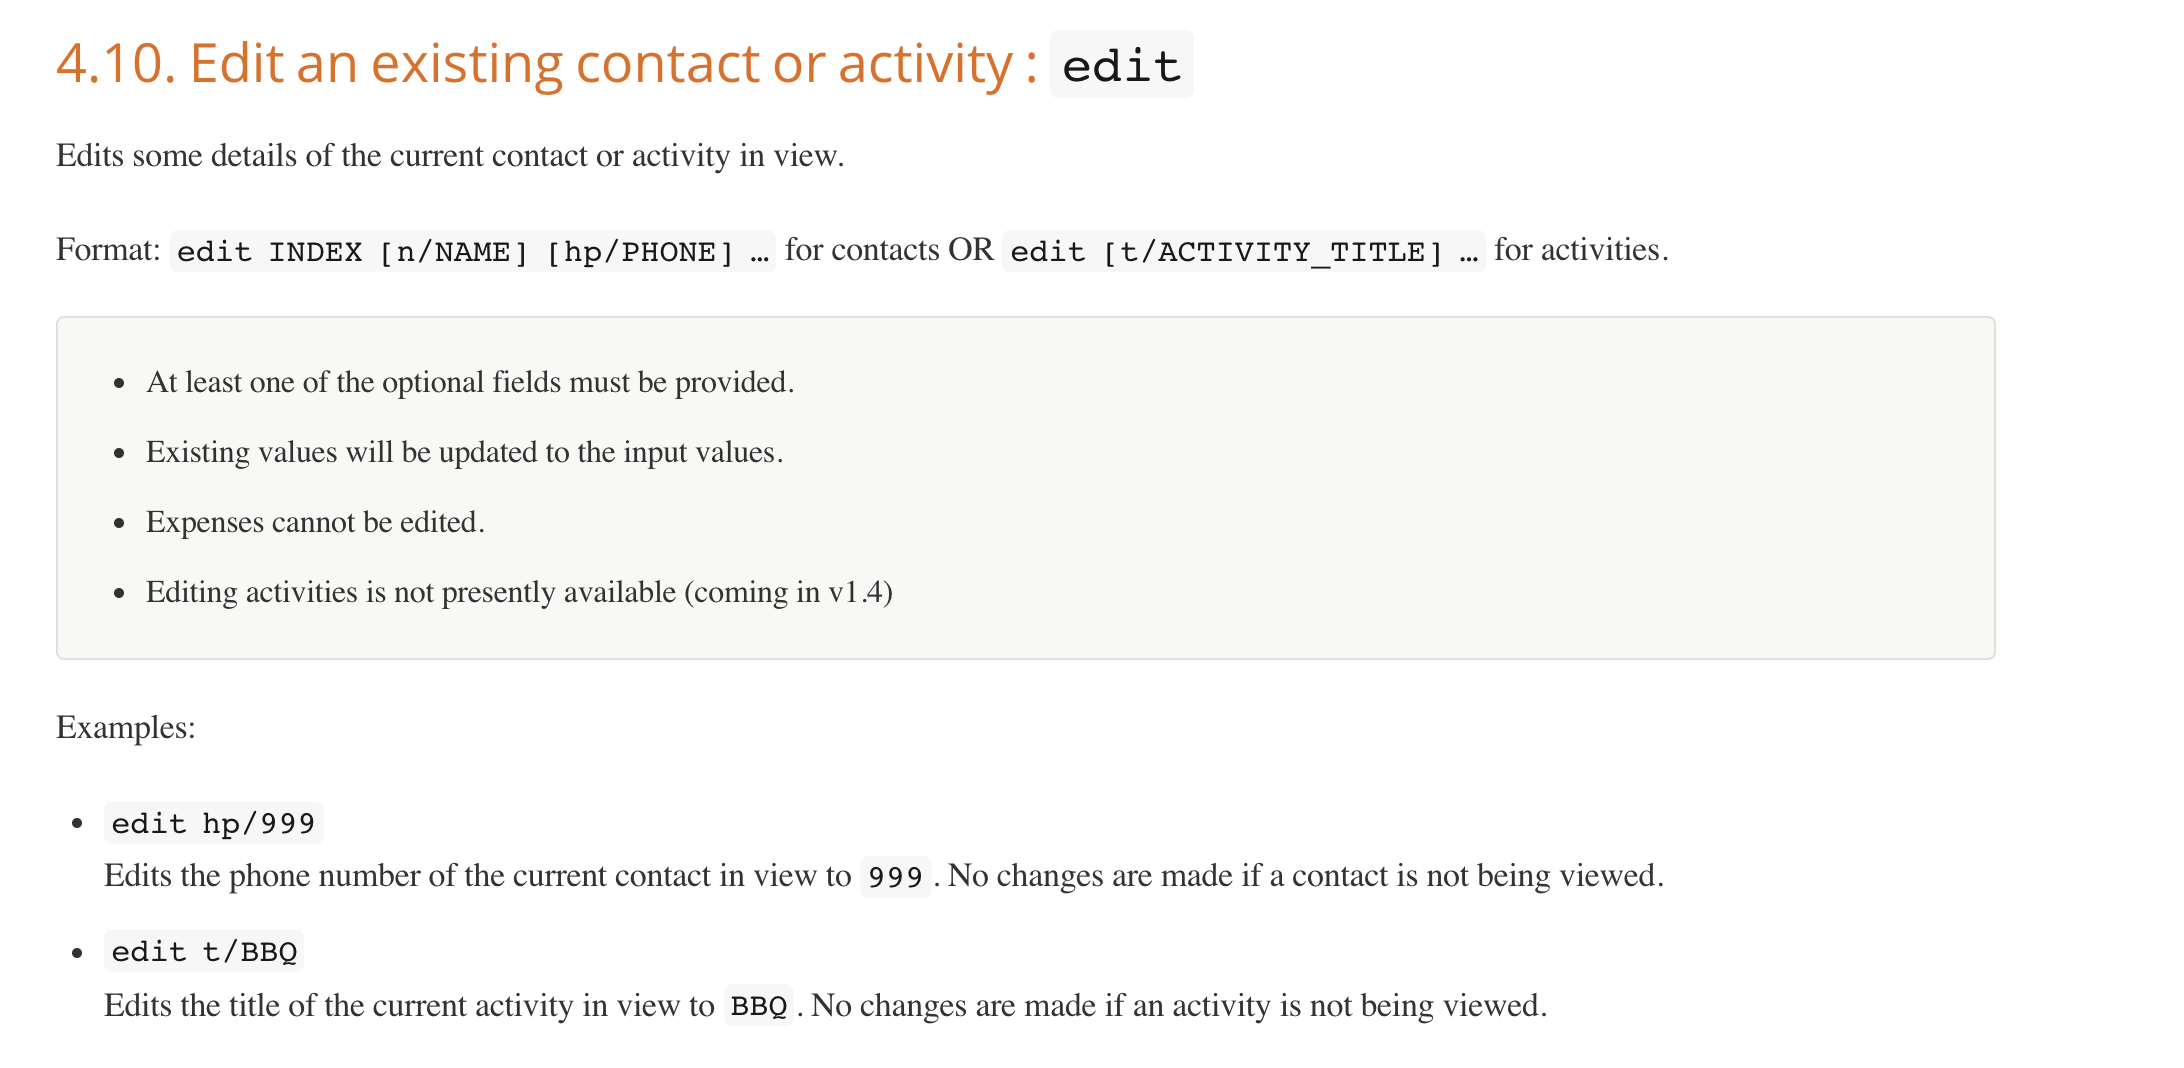 4.10. Edit an existing contact or activity : edit
Edits some details of the current contact or activity in view.
Format: edit INDEX [n/NAME] [hp/PHONE] … for contacts OR edit [t/ACTIVITY_TITLE] … for activities.
• At least one of the optional fields must be provided.
• Existing values will be updated to the input values.
• Expenses cannot be edited.
• Editing activities is not presently available (coming in v1.4)
Examples:
• edit hp/999
Edits the phone number of the current contact in view to 999. No changes are made if a contact is not being viewed.
• edit t/BBQ
Edits the title of the current activity in view to BBQ. No changes are made if an activity is not being viewed.